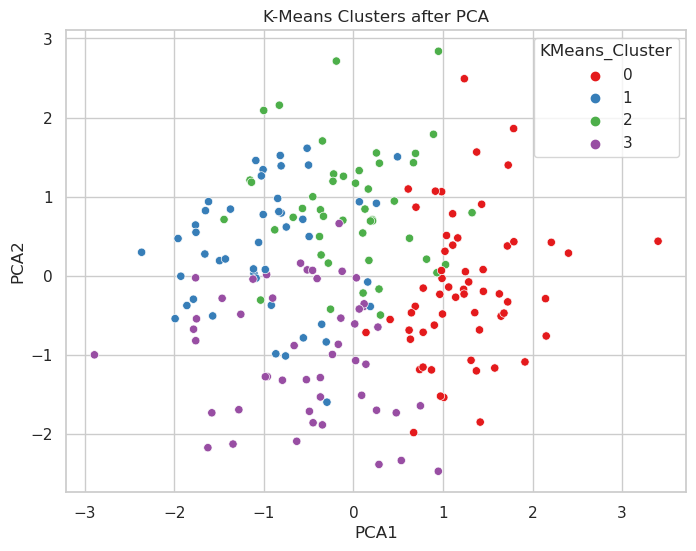 K-Means Clusters after PCA
KMeans_Cluster
0
1
2
3
3
2
1
0
−1
−2
PCA2
−3 −2 −1 0 1 2 3
PCA1